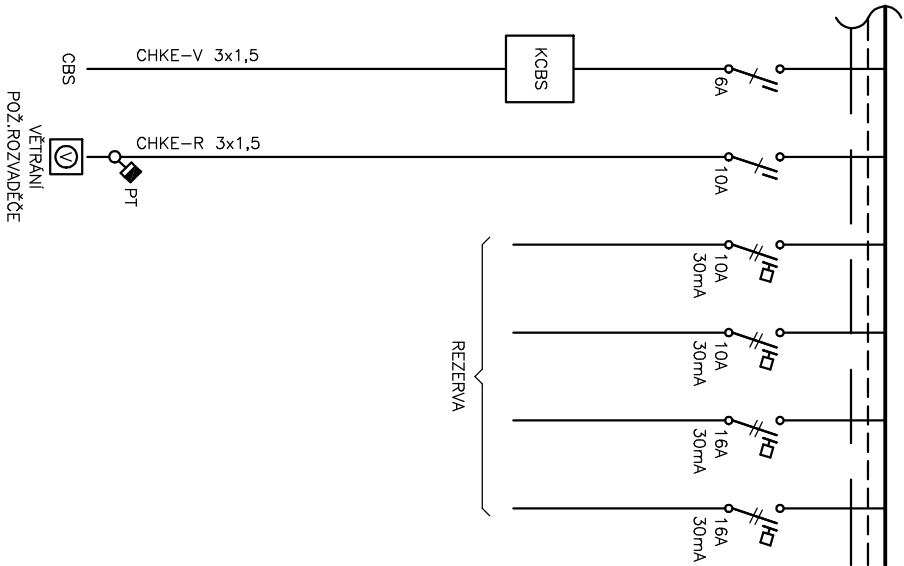 CHKE-V 3x1,5
KCBS
6A
CBS
CHKE-R 3x1,5
10A
PT
VĚTRÁNÍ
POŽ.ROZVADĚČE
V
10A
30mA
10A
30mA
16A
30mA
16A
30mA
REZERVA